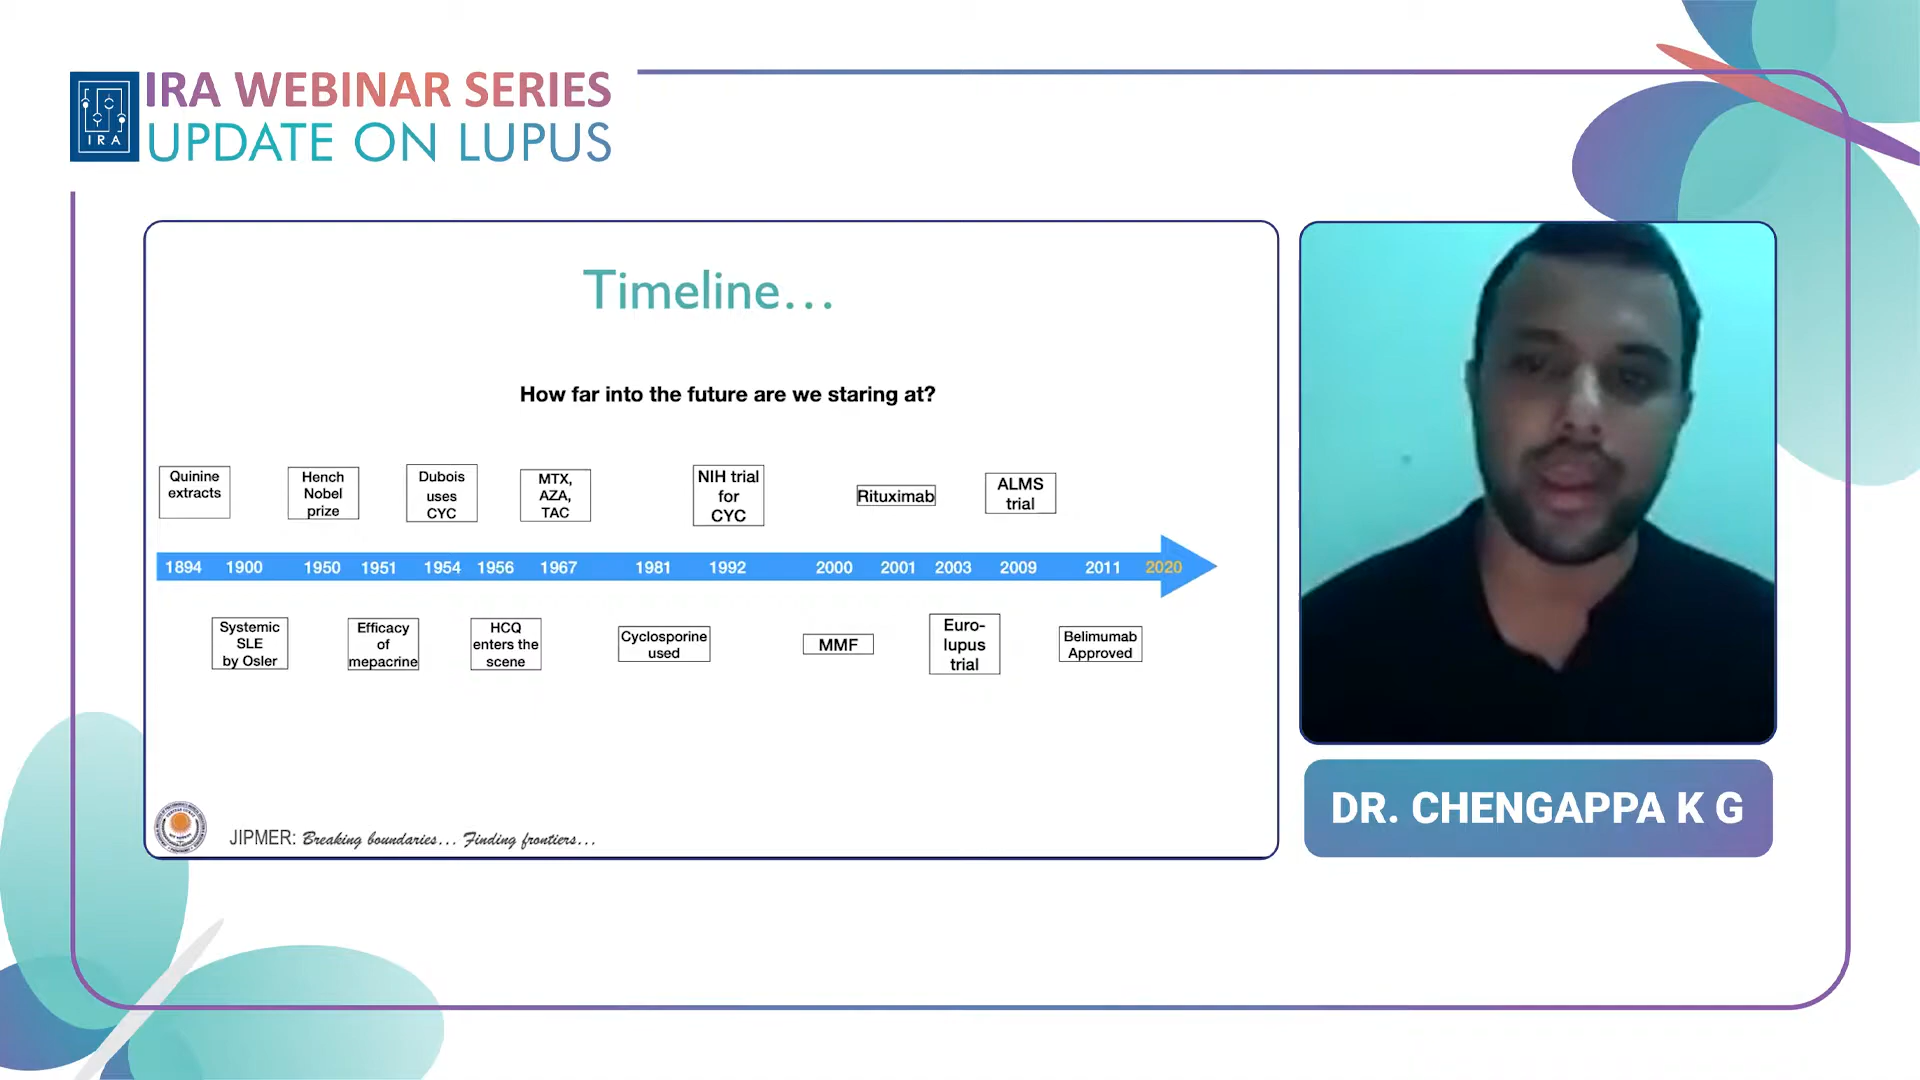 IRA WEBINAR SERIES
UPDATE ON LUPUS
IRA
Timeline...
How far into the future are we staring at?
Quinine
extracts
Hench
Nobel
prize
Dubois
uses
CYC
MTX,
AZA,
TAC
NIH trial
for
CYC
Rituximab
ALMS
trial
1894 1900 1950 1951 1954 1956 1967 1981 1992 2000 2001 2003 2009 2011 2020
Systemic
SLE
by Osler
Efficacy
of
mepacrine
HCQ
enters the
scene
Cyclosporine
used
MMF
Euro-
lupus
trial
Belimumab
Approved
JIPMER: Breaking boundaries... Finding frontiers...
DR. CHENGAPPA K G